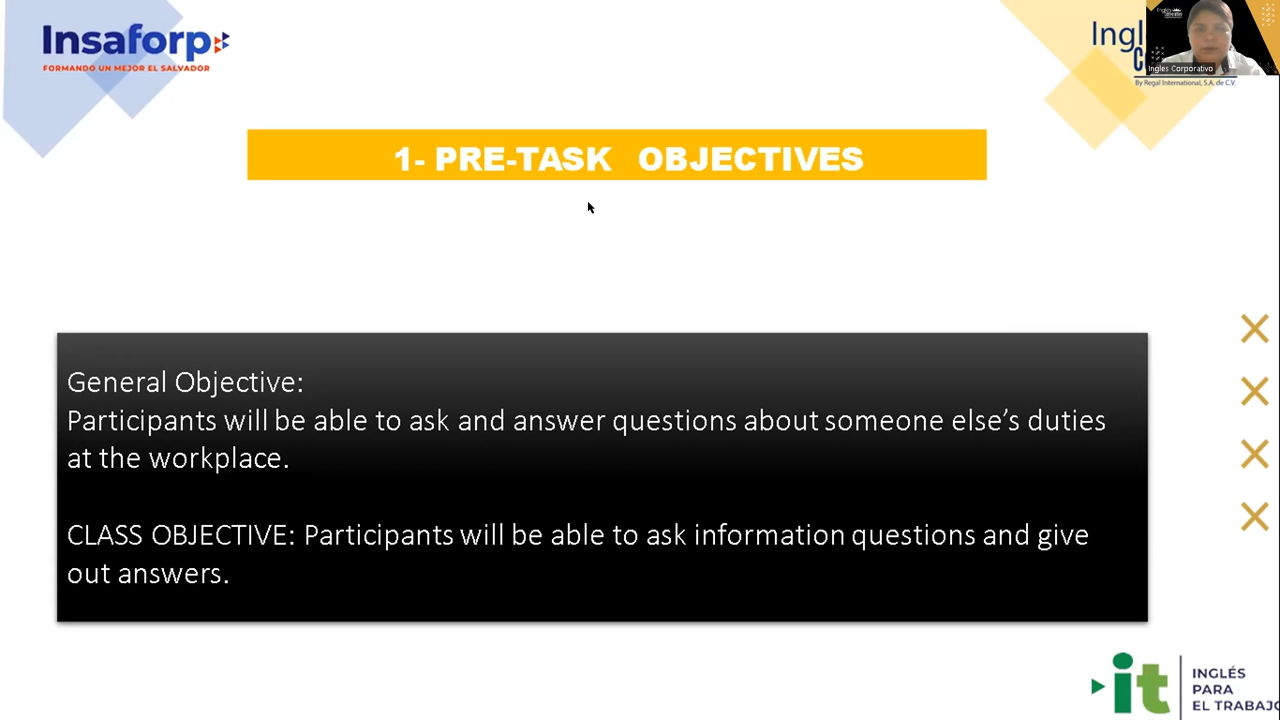 Insaforp
FORMANDO UN MEJOR EL SALVADOR
Ingl
C
Ingles Corporativo
By Regal International, S.A. de C.V.
1- PRE-TASK OBJECTIVES
General Objective:
Participants will be able to ask and answer questions about someone else’s duties
at the workplace.
CLASS OBJECTIVE: Participants will be able to ask information questions and give
out answers.
it
INGLÉS
PARA
EL TRABAJO